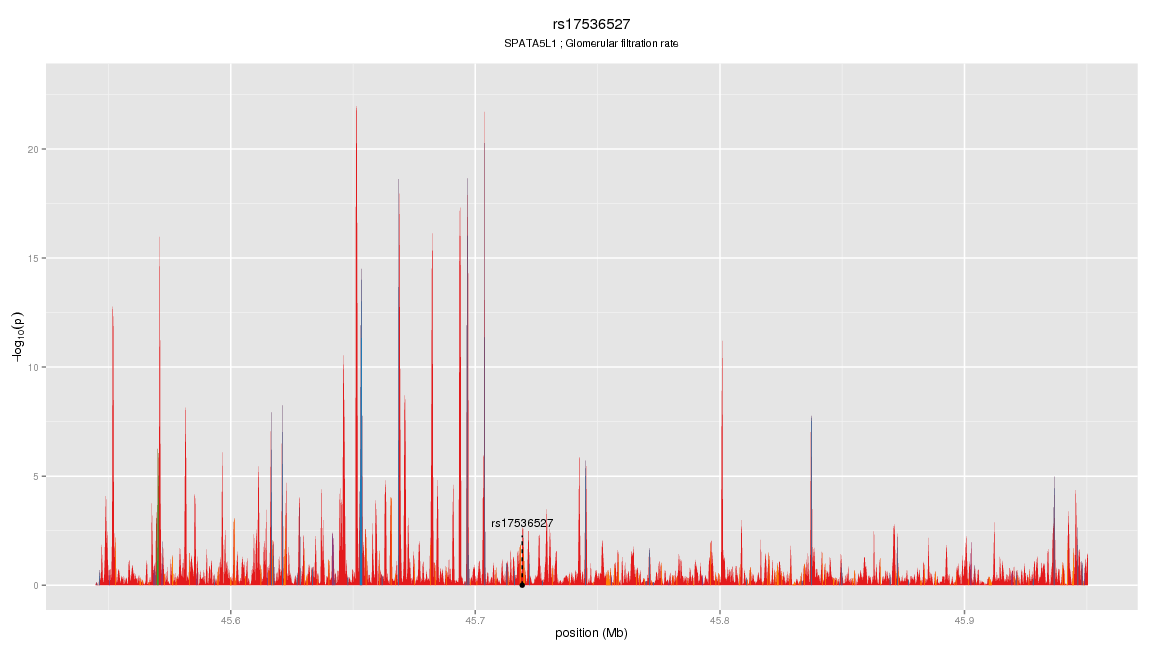 rs17536527
SPATA5L1 ; Glomerular filtration rate
−log10(p)
20
15
10
5
0
rs17536527
45.6
45.7
45.8
45.9
position (Mb)